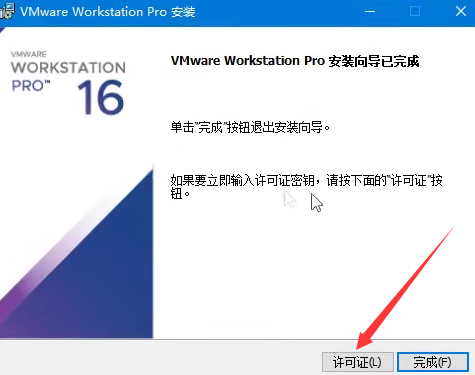 VMware Workstation Pro 安装
VMWARE
WORKSTATION
PRO™ 16
VMware Workstation Pro 安装向导已完成
单击“完成”按钮退出安装向导。
如果要立即输入许可证密钥，请按下面的“许可证”按
钮。
许可证(L)
完成(F)